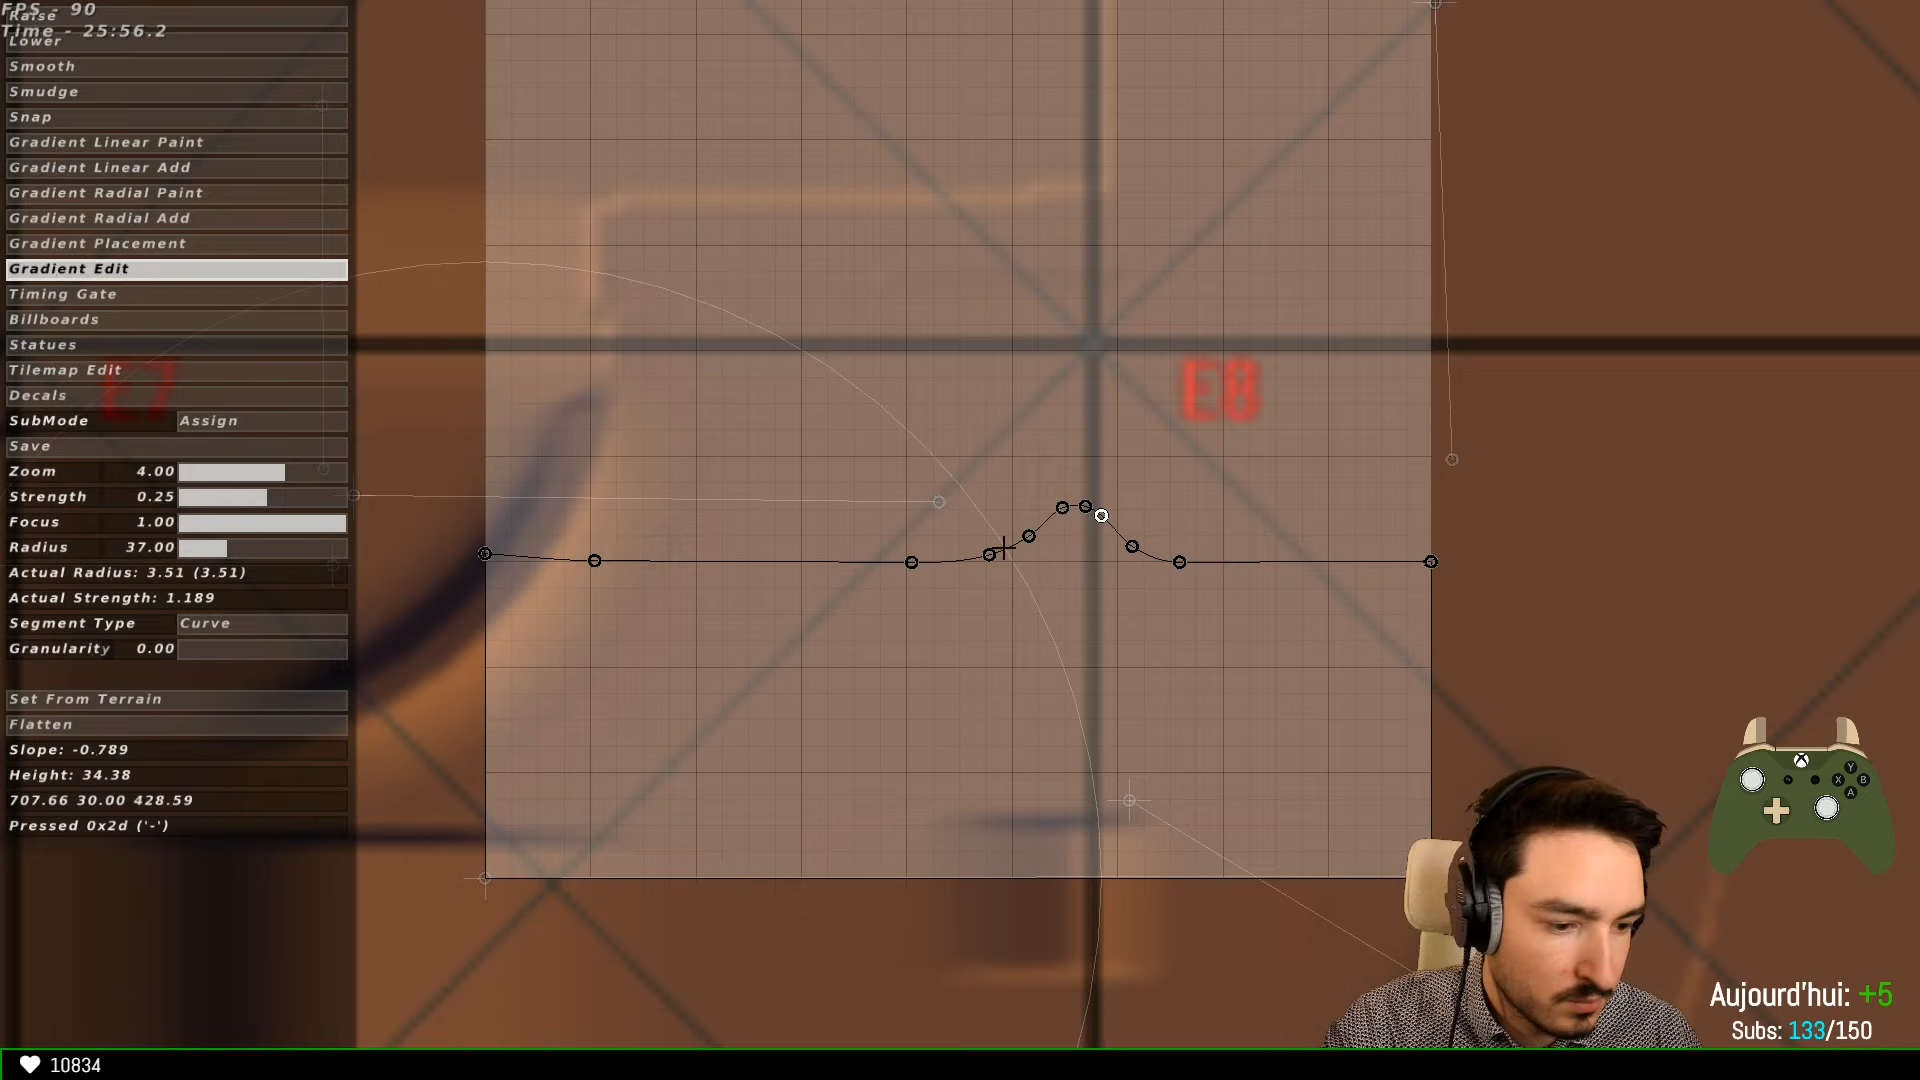 FPS - 90
Raise
Time - 25:56.2
Lower
Smooth
Smudge
Snap
Gradient Linear Paint
Gradient Linear Add
Gradient Radial Paint
Gradient Radial Add
Gradient Placement
Gradient Edit
Timing Gate
Billboards
Statues
Tilemap Edit
Decals
SubMode Assign
Save
Zoom 4.00
Strength 0.25
Focus 1.00
Radius 37.00
Actual Radius: 3.51 (3.51)
Actual Strength: 1.189
Segment Type Curve
Granularity 0.00
Set From Terrain
Flatten
Slope: -0.789
Height: 34.38
707.66 30.00 428.59
Pressed 0x2d ('-')
E7
E8
Y
X B
A
Aujourd'hui: +5
Subs: 133/150
10834